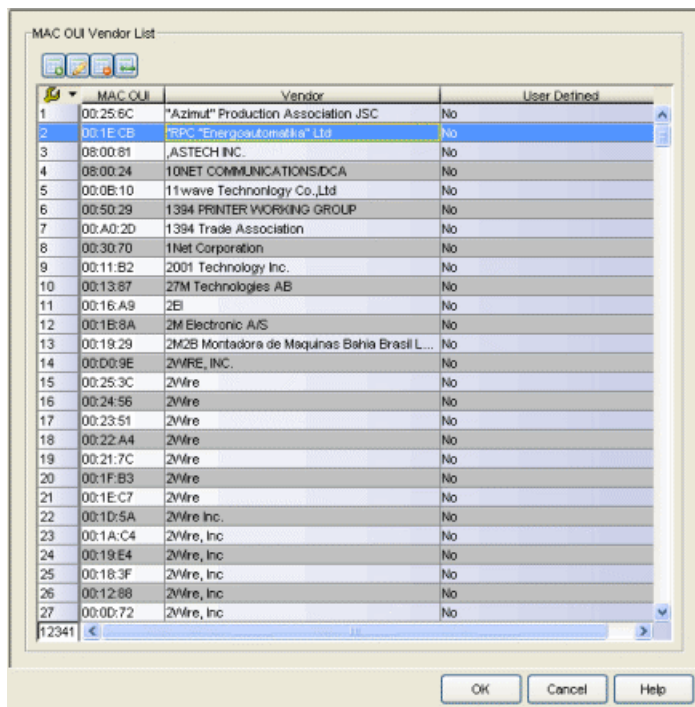 MAC OUI Vendor List
MAC OUI Vendor User Defined
1 00:25:6C "Azimut" Production Association JSC No
2 00:1E:CB "RPC "Energoautomatika" Ltd No
3 08:00:81 ,ASTECH INC. No
4 08:00:24 10NET COMMUNICATIONS/DCA No
5 00:0B:10 11wave Technonlogy Co.,Ltd No
6 00:50:29 1394 PRINTER WORKING GROUP No
7 00:A0:2D 1394 Trade Association No
8 00:30:70 1Net Corporation No
9 00:11:B2 2001 Technology Inc. No
10 00:13:87 27M Technologies AB No
11 00:16:A9 2EI No
12 00:1B:8A 2M Electronic A/S No
13 00:19:29 2M2B Montadora de Maquinas Bahia Brasil L... No
14 00:D0:9E 2WIRE, INC. No
15 00:25:3C 2Wire No
16 00:24:56 2Wire No
17 00:23:51 2Wire No
18 00:22:A4 2Wire No
19 00:21:7C 2Wire No
20 00:1F:B3 2Wire No
21 00:1E:C7 2Wire No
22 00:1D:5A 2Wire Inc. No
23 00:1A:C4 2Wire, Inc No
24 00:19:E4 2Wire, Inc No
25 00:18:3F 2Wire, Inc No
26 00:12:88 2Wire, Inc No
27 00:0D:72 2Wire, Inc No
12341
OK Cancel Help